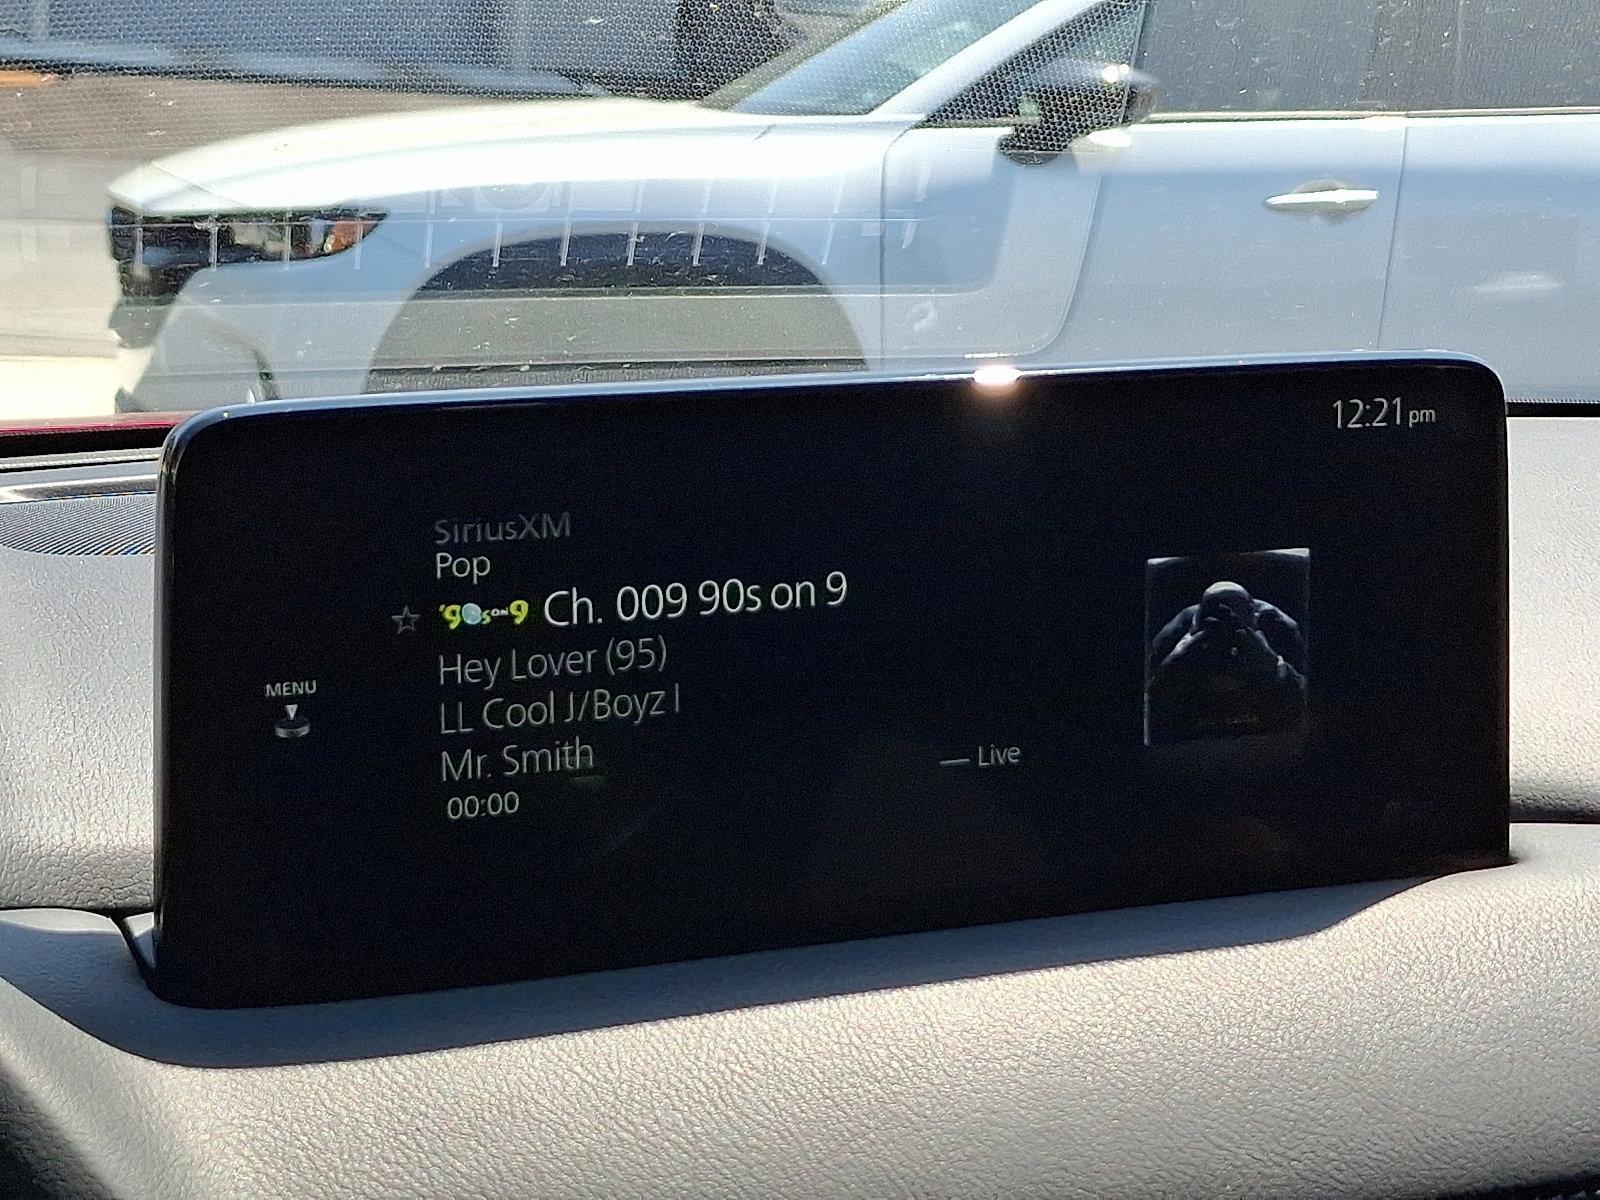 12:21 pm
SiriusXM
Pop
'90s on 9 Ch. 009 90s on 9
Hey Lover (95)
MENU
LL Cool J/Boyz I
Mr. Smith
— Live
00:00